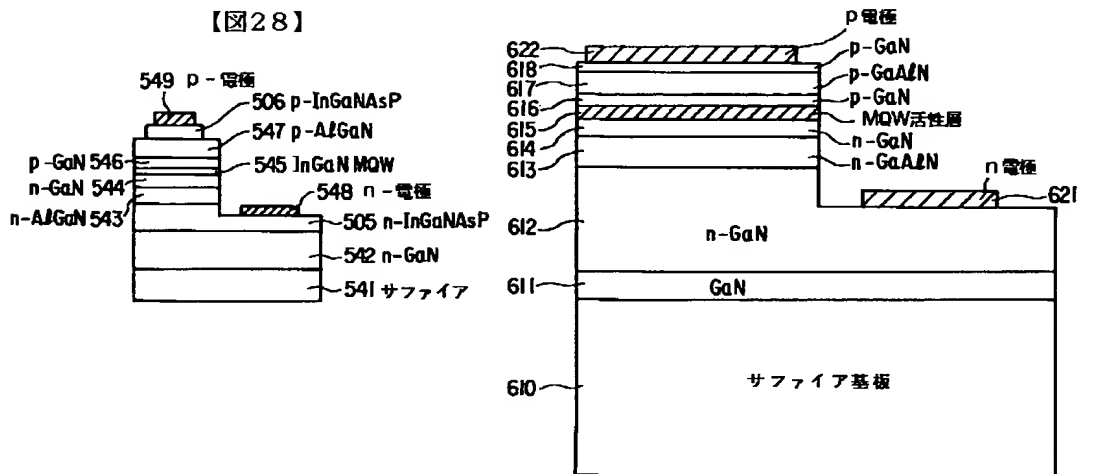 【図28】
549 p-電極
506 p-InGaNAsP
547 p-AlGaN
p-GaN 546
545 InGaN MQW
n-GaN 544
548 n-電極
n-AlGaN 543
505 n-InGaNAsP
542 n-GaN
541 サファイア
p電極
622
p-GaN
618
p-GaAlN
617
p-GaN
616
MQW活性層
615
n-GaN
614
n-GaAlN
613
n電極
621
612
n-GaN
611
GaN
610
サファイア基板